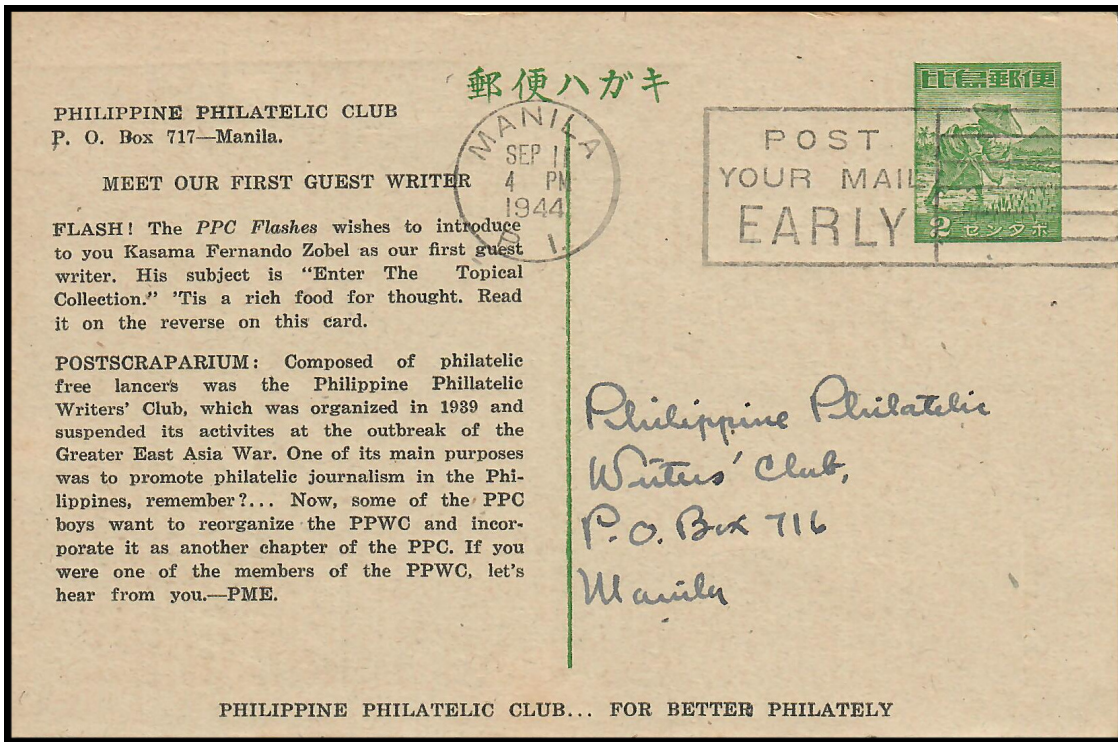 郵便ハガキ
比島郵便
2 センタボ
MANILA
SEP 11
4 PM
1944
P. I.
POST
YOUR MAIL
EARLY
PHILIPPINE PHILATELIC CLUB
P. O. Box 717—Manila.
MEET OUR FIRST GUEST WRITER
FLASH! The PPC Flashes wishes to introduce
to you Kasama Fernando Zobel as our first guest
writer. His subject is "Enter The Topical
Collection." 'Tis a rich food for thought. Read
it on the reverse on this card.
POSTSCRAPARIUM: Composed of philatelic
free lancers was the Philippine Phillatelic
Writers' Club, which was organized in 1939 and
suspended its activites at the outbreak of the
Greater East Asia War. One of its main purposes
was to promote philatelic journalism in the Phi-
lippines, remember?... Now, some of the PPC
boys want to reorganize the PPWC and incor-
porate it as another chapter of the PPC. If you
were one of the members of the PPWC, let's
hear from you.—PME.
Philippine Philatelic
Writers' Club,
P.O. Box 716
Manila
PHILIPPINE PHILATELIC CLUB... FOR BETTER PHILATELY